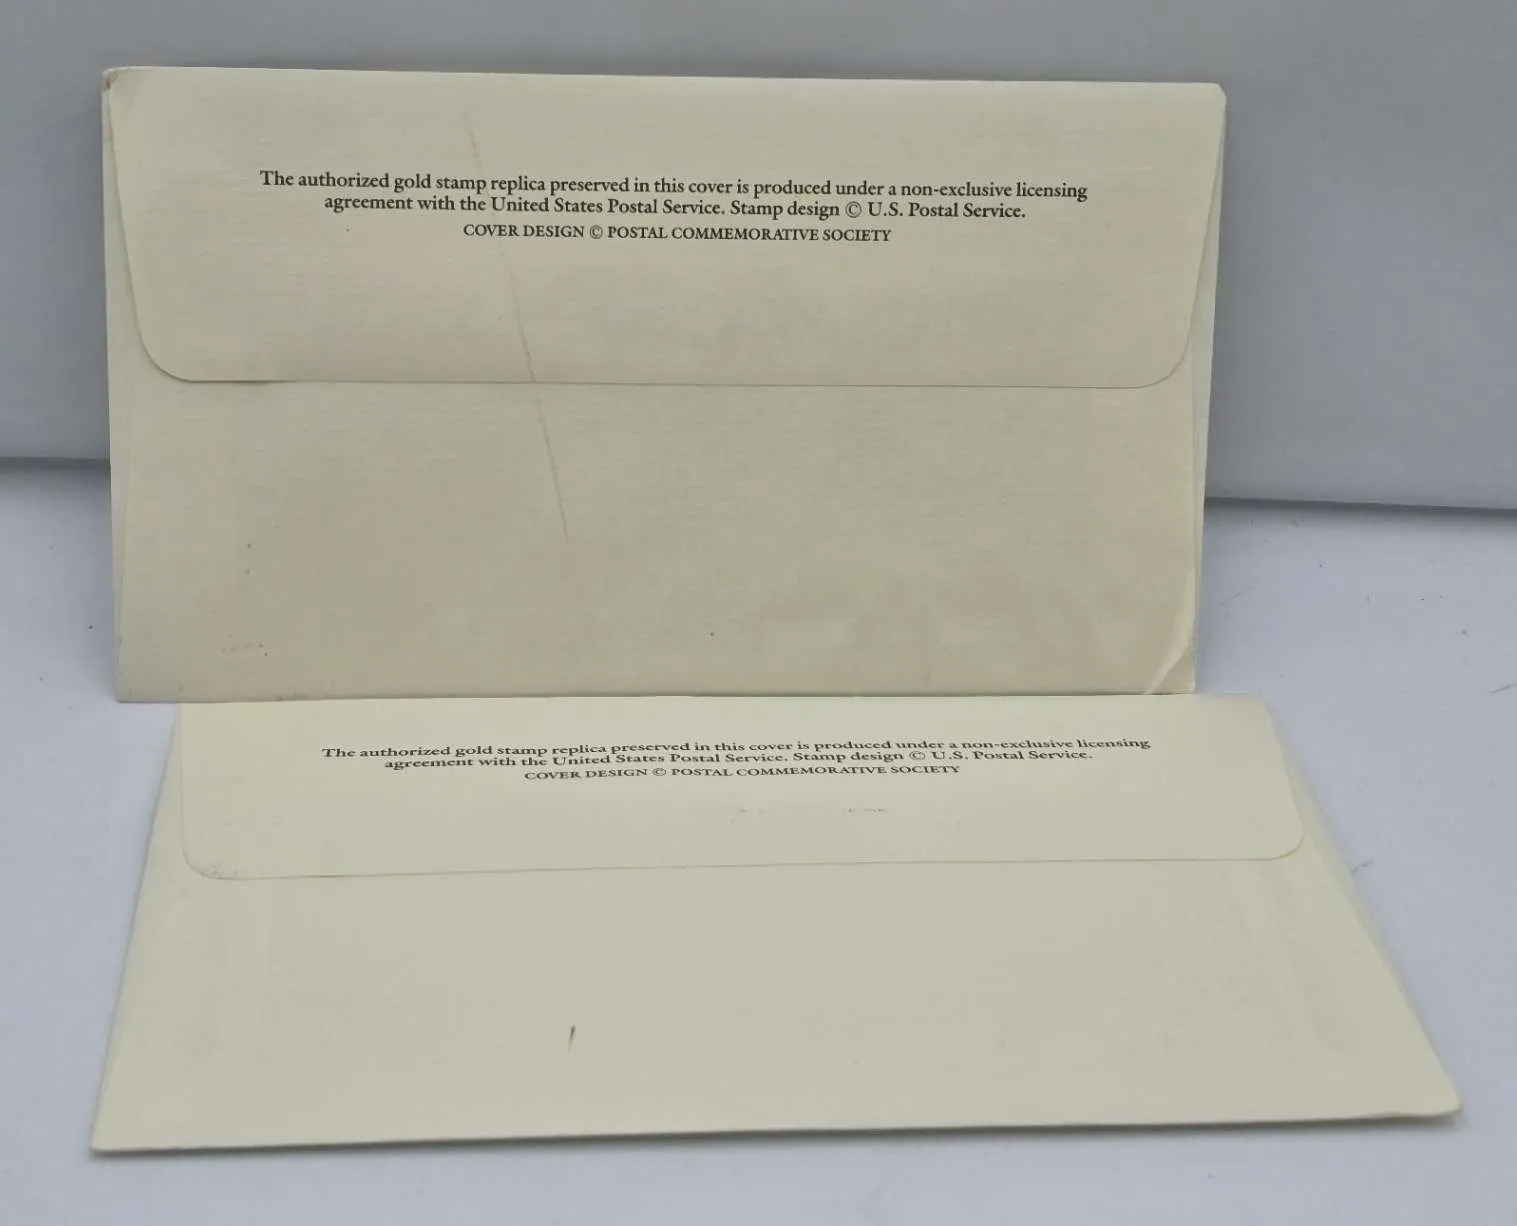 The authorized gold stamp replica preserved in this cover is produced under a non-exclusive licensing
agreement with the United States Postal Service. Stamp design © U.S. Postal Service.
COVER DESIGN © POSTAL COMMEMORATIVE SOCIETY
The authorized gold stamp replica preserved in this cover is produced under a non-exclusive licensing
agreement with the United States Postal Service. Stamp design © U.S. Postal Service.
COVER DESIGN © POSTAL COMMEMORATIVE SOCIETY